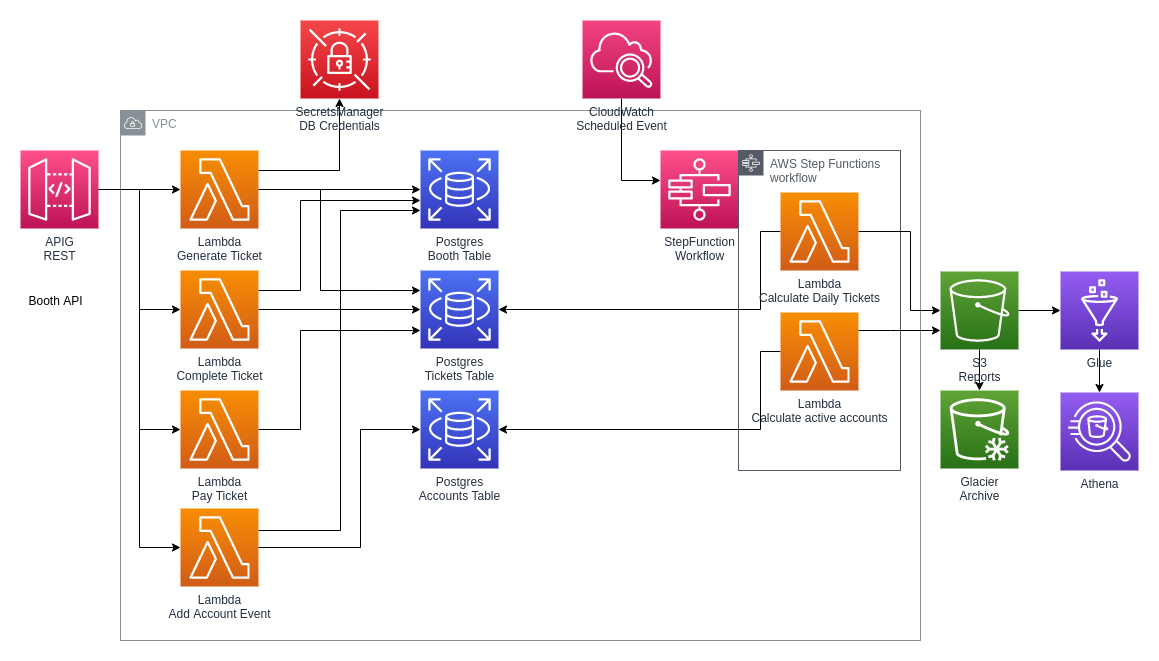 SecretsManager
DB Credentials
CloudWatch
Scheduled Event
VPC
APIG
REST
Booth API
Lambda
Generate Ticket
Lambda
Complete Ticket
Lambda
Pay Ticket
Lambda
Add Account Event
Postgres
Booth Table
Postgres
Tickets Table
Postgres
Accounts Table
StepFunction
Workflow
AWS Step Functions
workflow
Lambda
Calculate Daily Tickets
Lambda
Calculate active accounts
S3
Reports
Glacier
Archive
Glue
Athena